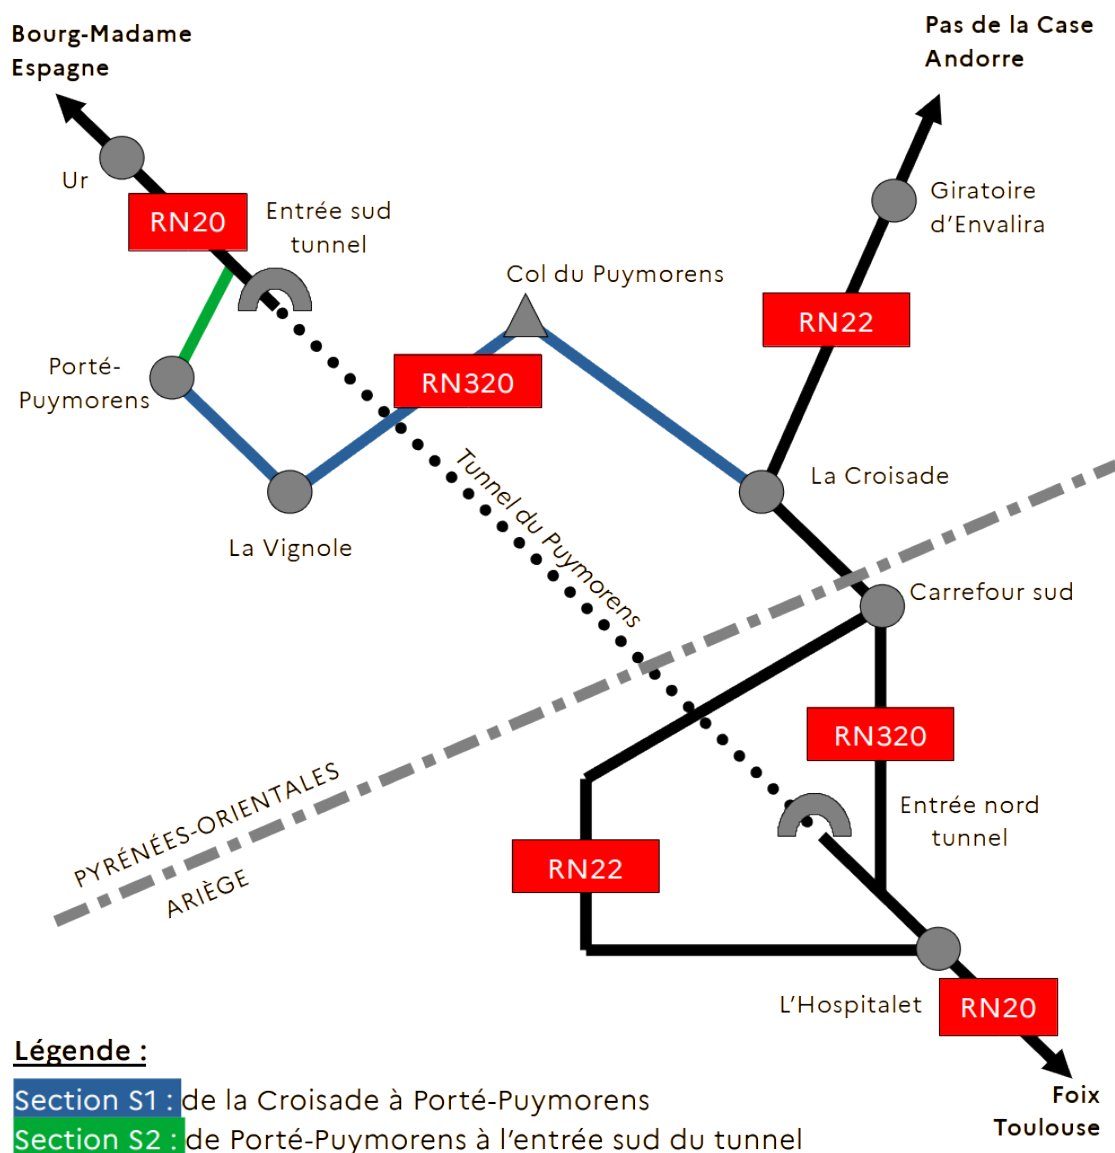 Bourg-Madame
Espagne
Pas de la Case
Andorre
Ur
RN20
Entrée sud
tunnel
Giratoire
d'Envalira
Col du Puymorens
RN22
Porté-
Puymorens
RN320
Tunnel du Puymorens
La Croisade
La Vignole
Carrefour sud
RN320
PYRÉNÉES-ORIENTALES
ARIÈGE
Entrée nord
tunnel
RN22
L'Hospitalet
RN20
Foix
Toulouse
Légende :
Section S1 : de la Croisade à Porté-Puymorens
Section S2 : de Porté-Puymorens à l'entrée sud du tunnel